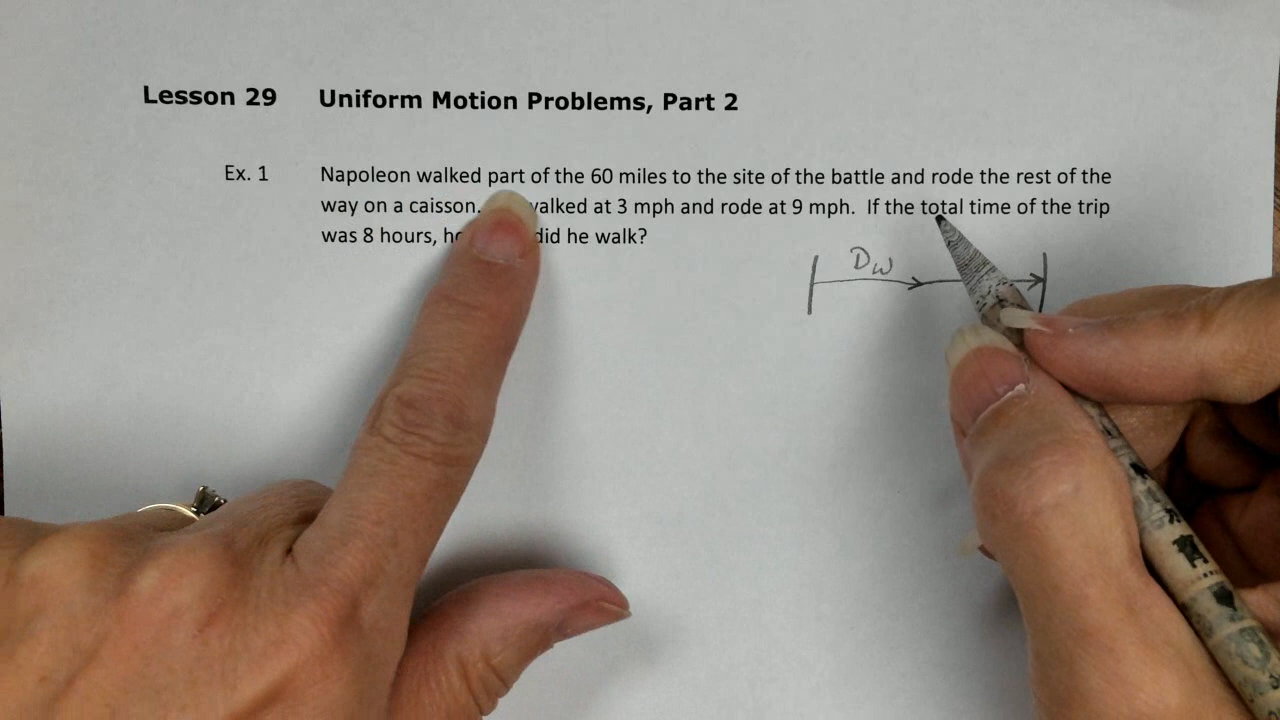 Lesson 29 Uniform Motion Problems, Part 2
Ex. 1 Napoleon walked part of the 60 miles to the site of the battle and rode the rest of the
way on a caisson. walked at 3 mph and rode at 9 mph. If the total time of the trip
was 8 hours, did he walk?
Dw